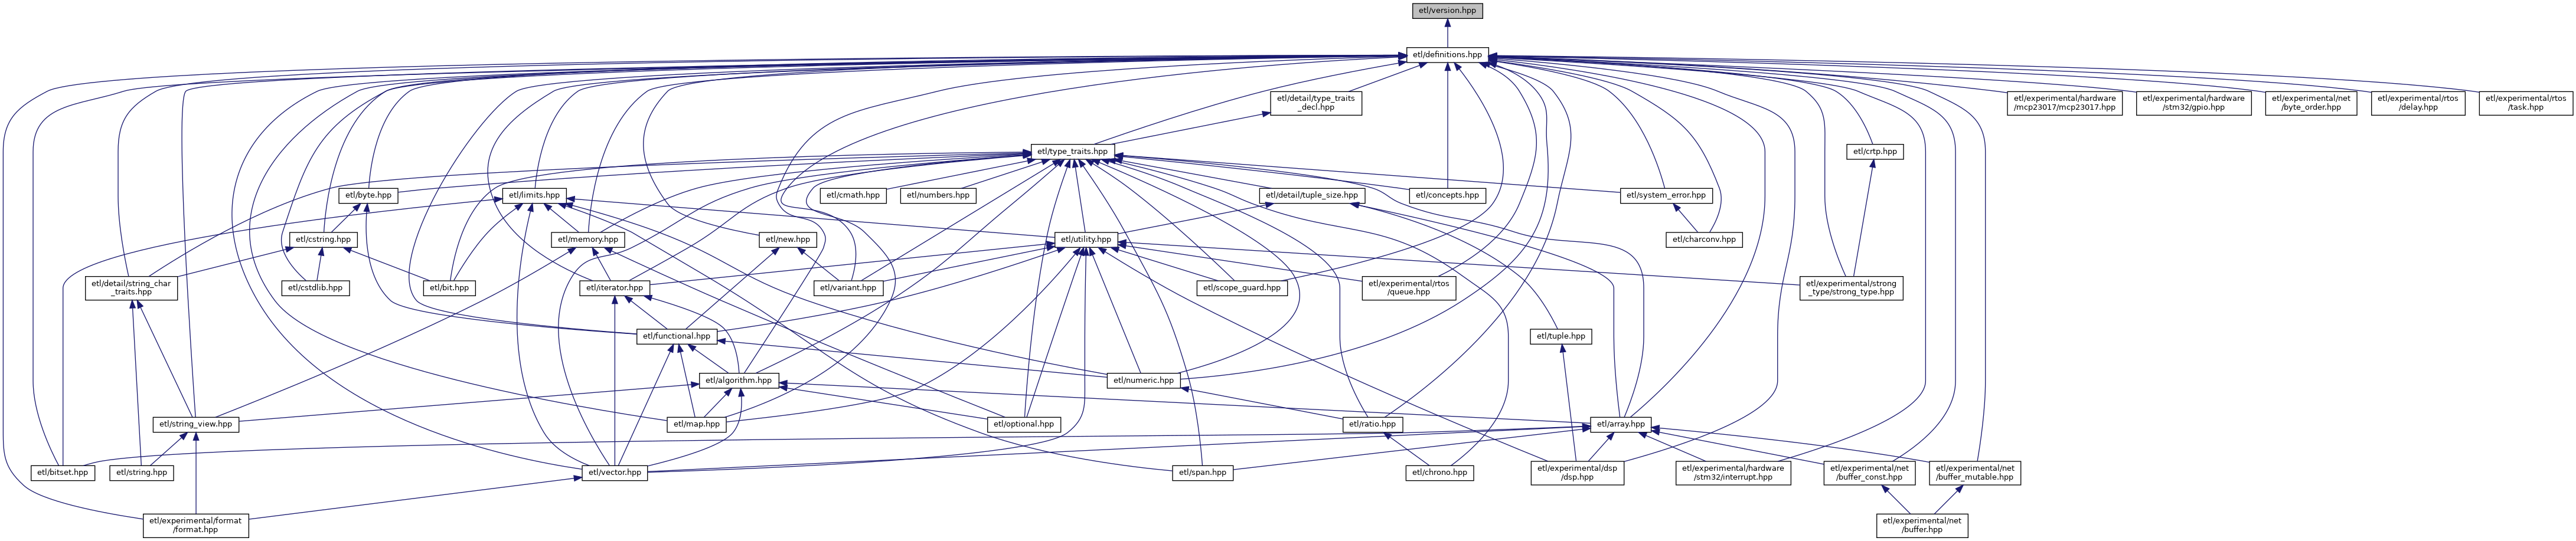 etl/version.hpp
etl/definitions.hpp
etl/detail/type_traits
_decl.hpp
etl/experimental/hardware
/mcp23017/mcp23017.hpp
etl/experimental/hardware
/stm32/gpio.hpp
etl/experimental/net
/byte_order.hpp
etl/experimental/rtos
/delay.hpp
etl/experimental/rtos
/task.hpp
etl/type_traits.hpp
etl/crtp.hpp
etl/byte.hpp
etl/limits.hpp
etl/cmath.hpp
etl/numbers.hpp
etl/detail/tuple_size.hpp
etl/concepts.hpp
etl/system_error.hpp
etl/cstring.hpp
etl/memory.hpp
etl/new.hpp
etl/utility.hpp
etl/charconv.hpp
etl/detail/string_char
_traits.hpp
etl/cstdlib.hpp
etl/bit.hpp
etl/iterator.hpp
etl/variant.hpp
etl/scope_guard.hpp
etl/experimental/rtos
/queue.hpp
etl/experimental/strong
_type/strong_type.hpp
etl/functional.hpp
etl/tuple.hpp
etl/algorithm.hpp
etl/numeric.hpp
etl/string_view.hpp
etl/map.hpp
etl/optional.hpp
etl/ratio.hpp
etl/array.hpp
etl/bitset.hpp
etl/string.hpp
etl/vector.hpp
etl/span.hpp
etl/chrono.hpp
etl/experimental/dsp
/dsp.hpp
etl/experimental/hardware
/stm32/interrupt.hpp
etl/experimental/net
/buffer_const.hpp
etl/experimental/net
/buffer_mutable.hpp
etl/experimental/format
/format.hpp
etl/experimental/net
/buffer.hpp